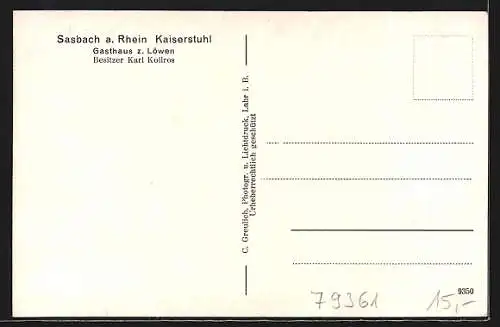 Sasbach a. Rhein Kaiserstuhl
Gasthaus z. Löwen
Besitzer Karl Kollros
C. Greulich, Photogr. u. Lichtdruck, Lahr i. B.
Urheberrechtlich geschützt
9350
79361 15,-